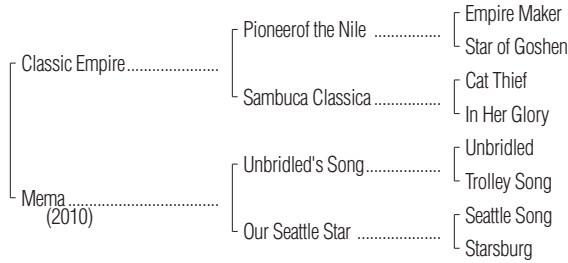 Empire Maker
Pioneerof the Nile ....................
Star of Goshen
Classic Empire.......................
Cat Thief
Sambuca Classica....................
In Her Glory
Unbridled
Unbridled's Song......................
Trolley Song
Mema......................................
(2010)
Seattle Song
Our Seattle Star ........................
Starsburg